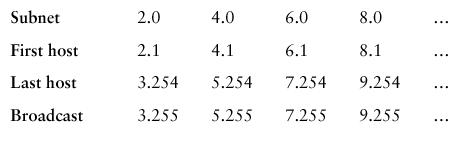 Subnet 2.0 4.0 6.0 8.0 ...
First host 2.1 4.1 6.1 8.1 ...
Last host 3.254 5.254 7.254 9.254 ...
Broadcast 3.255 5.255 7.255 9.255 ...